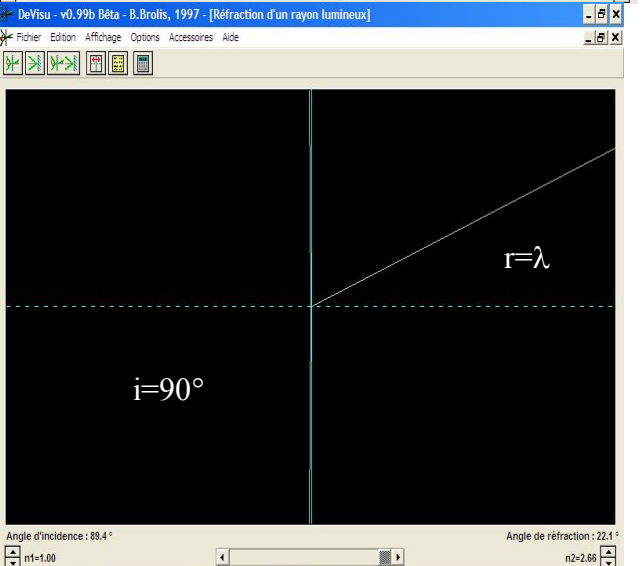 DeVisu - v0.99b Bêta - B.Brolis, 1997 - [Réfraction d'un rayon lumineux]
Fichier Edition Affichage Options Accessoires Aide
r=λ
i=90°
Angle d'incidence : 89.4 ° Angle de réfraction : 22.1 °
n1=1.00 n2=2.66